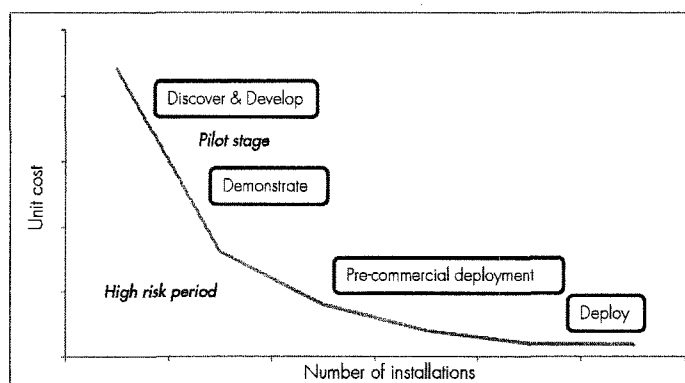 Discover & Develop
Pilot stage
Demonstrate
Unit cost
Pre-commercial deployment
High risk period
Deploy
Number of installations